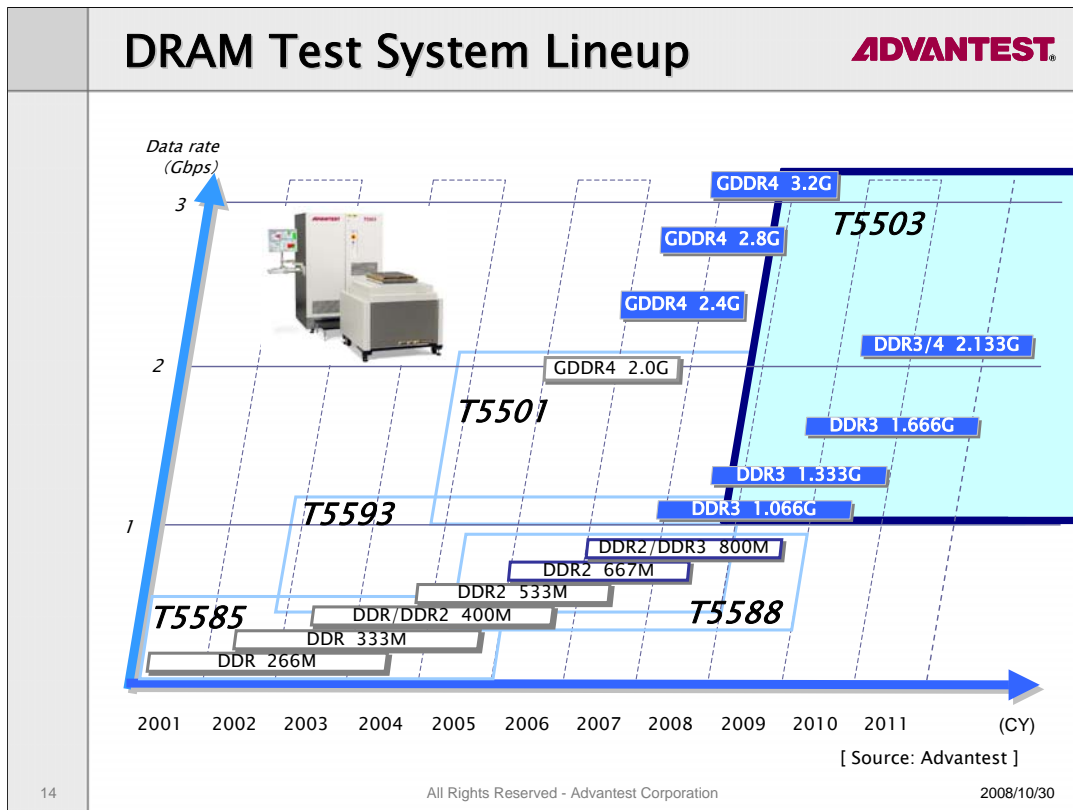 DRAM Test System Lineup
ADVANTEST®
Data rate
(Gbps)
3
GDDR4 3.2G
T5503
ADVANTEST
GDDR4 2.8G
GDDR4 2.4G
DDR3/4 2.133G
2
GDDR4 2.0G
T5501
DDR3 1.666G
DDR3 1.333G
T5593
DDR3 1.066G
1
DDR2/DDR3 800M
DDR2 667M
DDR2 533M
T5585
DDR/DDR2 400M
T5588
DDR 333M
DDR 266M
2001 2002 2003 2004 2005 2006 2007 2008 2009 2010 2011 (CY)
[ Source: Advantest ]
14 All Rights Reserved - Advantest Corporation 2008/10/30